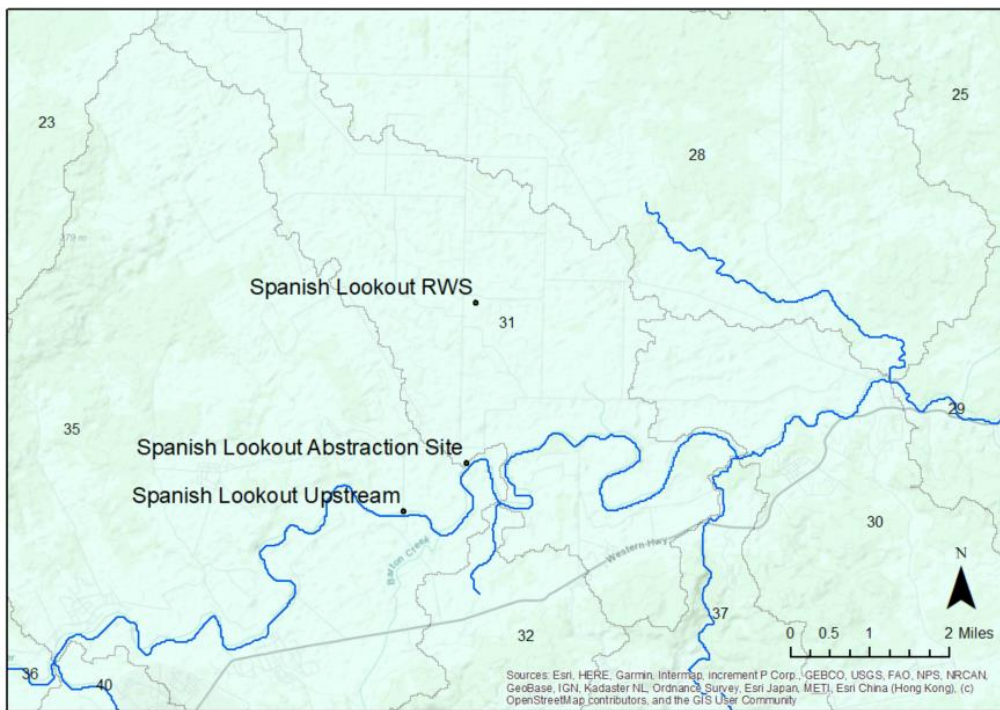 25
23
28
379 m
Spanish Lookout RWS
31
29
35
Spanish Lookout Abstraction Site
Spanish Lookout Upstream
30
Western Hwy
Barton Creek
N
37
32
0 0.5 1 2 Miles
36
40
Sources: Esri, HERE, Garmin, Intermap, increment P Corp., GEBCO, USGS, FAO, NPS, NRCAN,
GeoBase, IGN, Kadaster NL, Ordnance Survey, Esri Japan, METI, Esri China (Hong Kong), (c)
OpenStreetMap contributors, and the GIS User Community